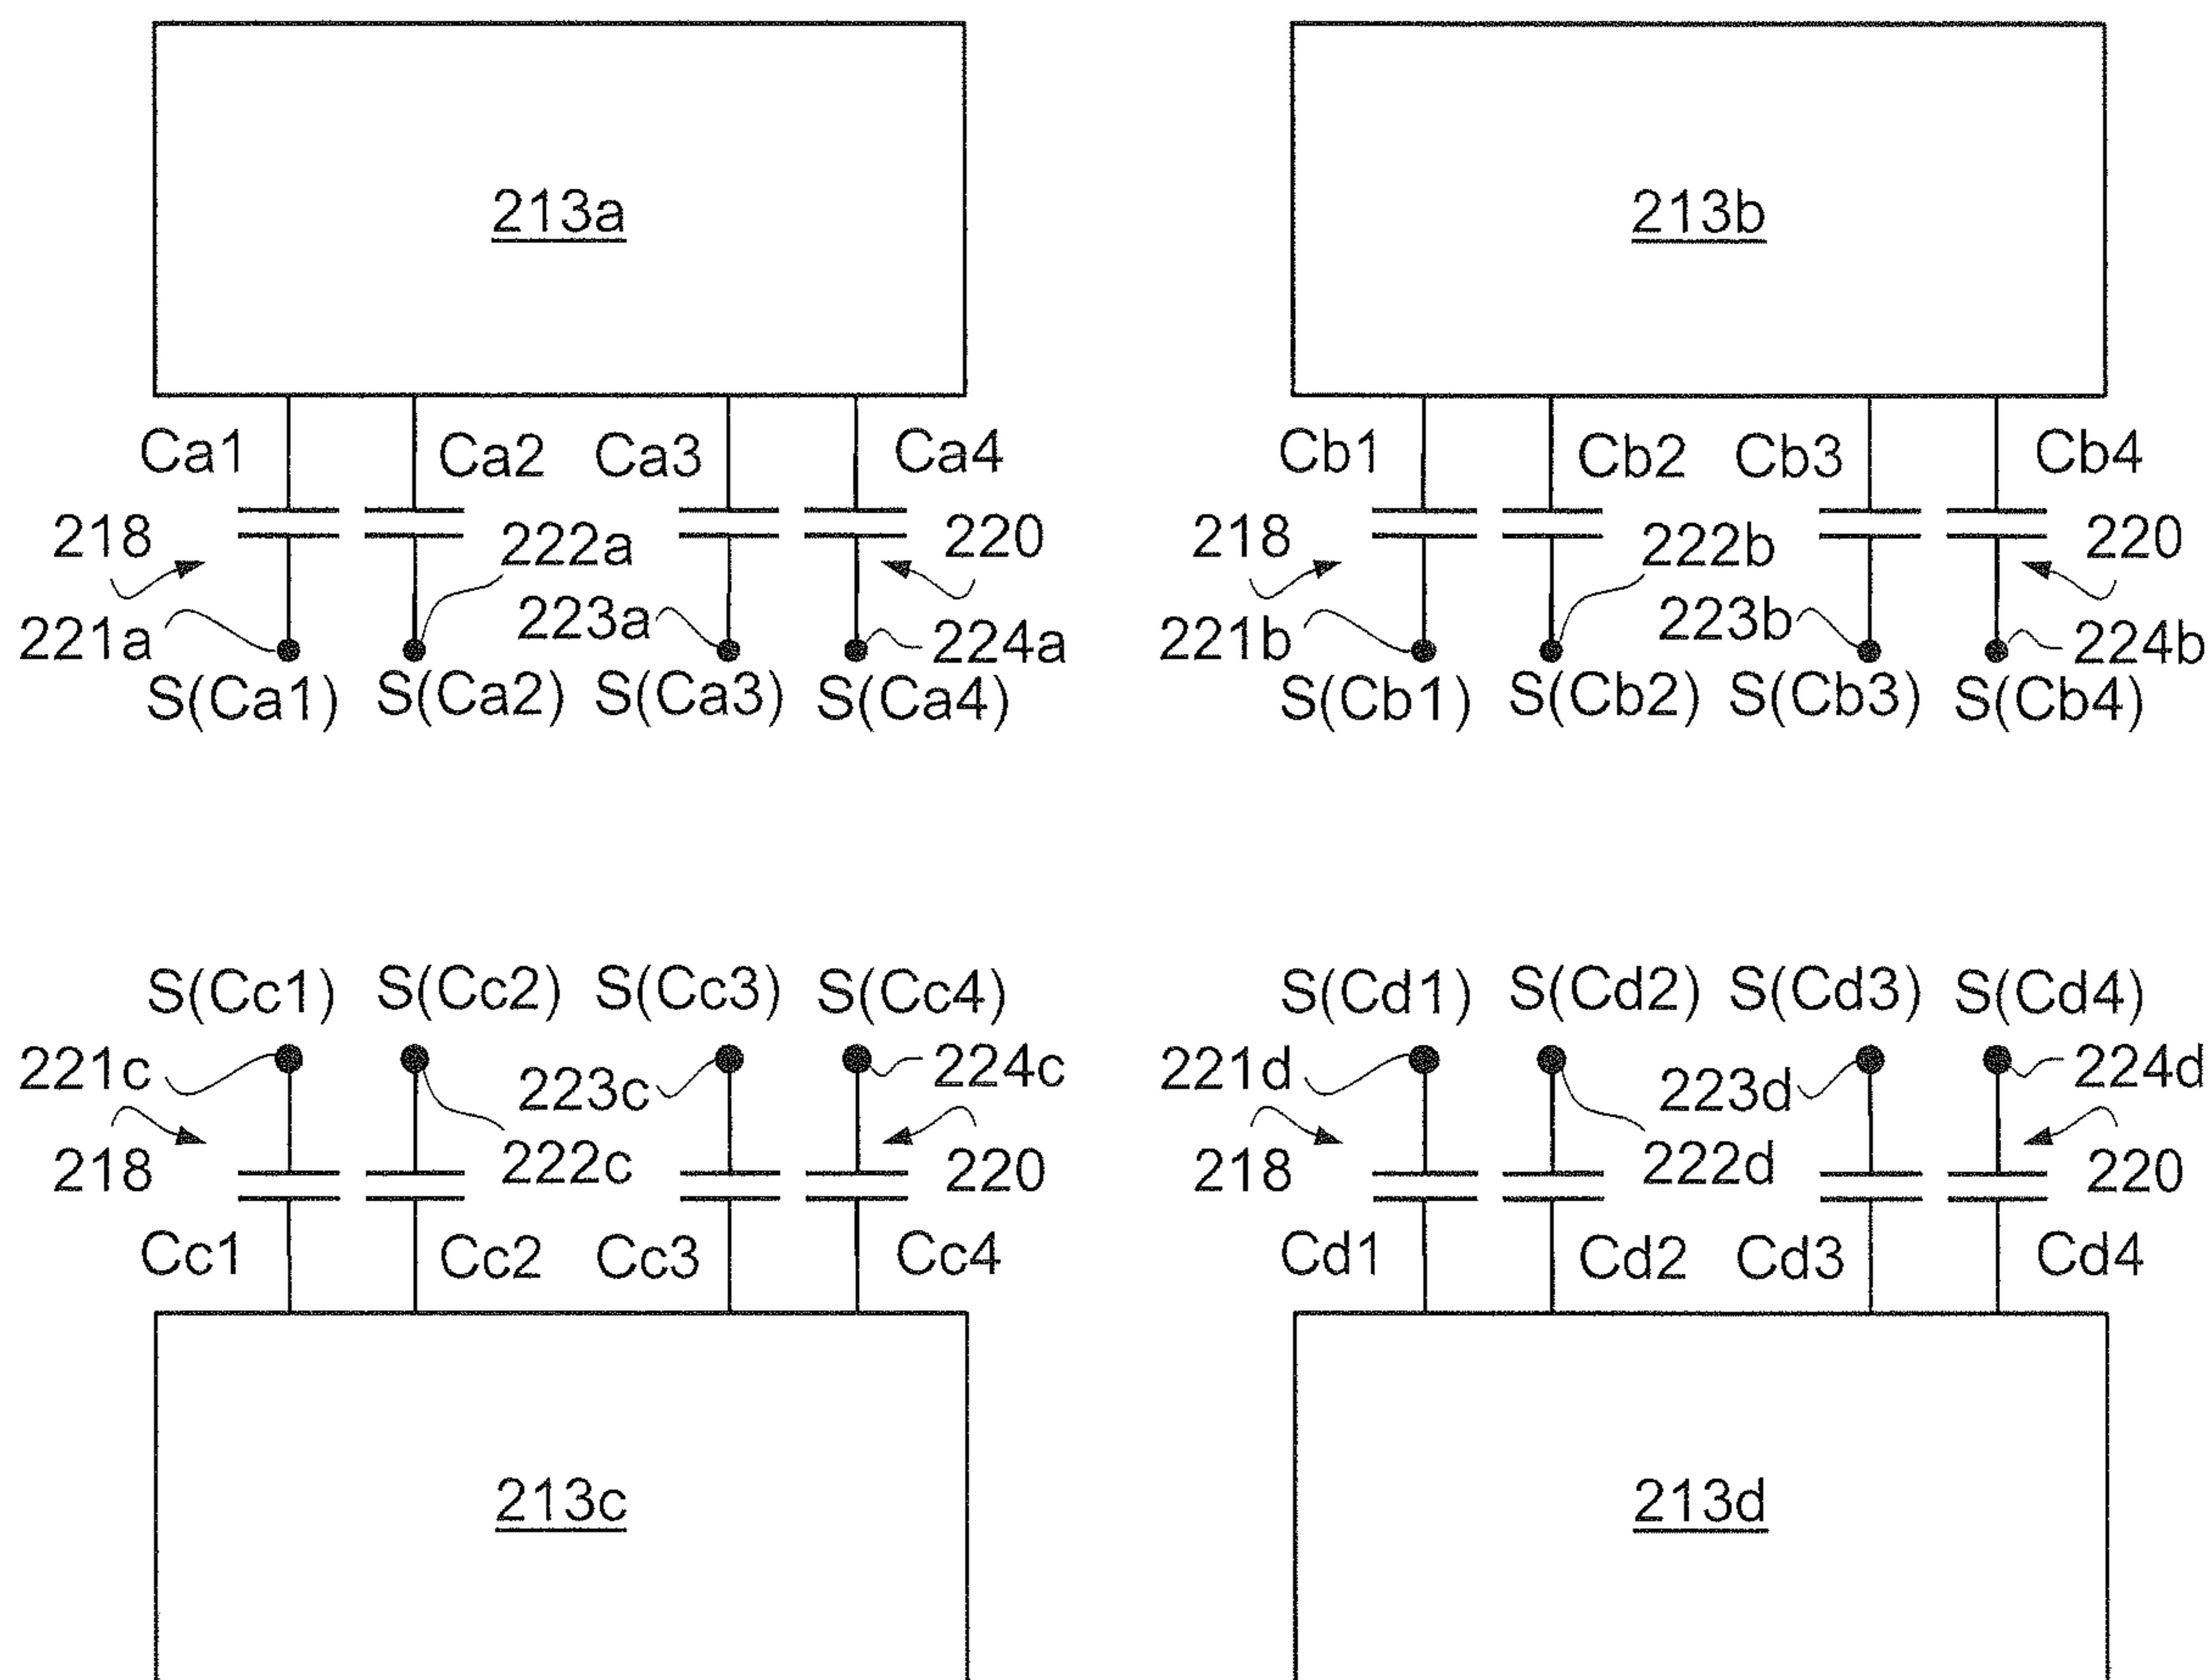 213a 213b
Ca1 Ca2 Ca3 Ca4 Cb1 Cb2 Cb3 Cb4
218 222a 220 218 222b 220
221a 223a 224a 221b 223b 224b
S(Ca1) S(Ca2) S(Ca3) S(Ca4) S(Cb1) S(Cb2) S(Cb3) S(Cb4)
S(Cc1) S(Cc2) S(Cc3) S(Cc4) S(Cd1) S(Cd2) S(Cd3) S(Cd4)
221c 223c 224c 221d 223d 224d
218 222c 220 218 222d 220
Cc1 Cc2 Cc3 Cc4 Cd1 Cd2 Cd3 Cd4
213c 213d